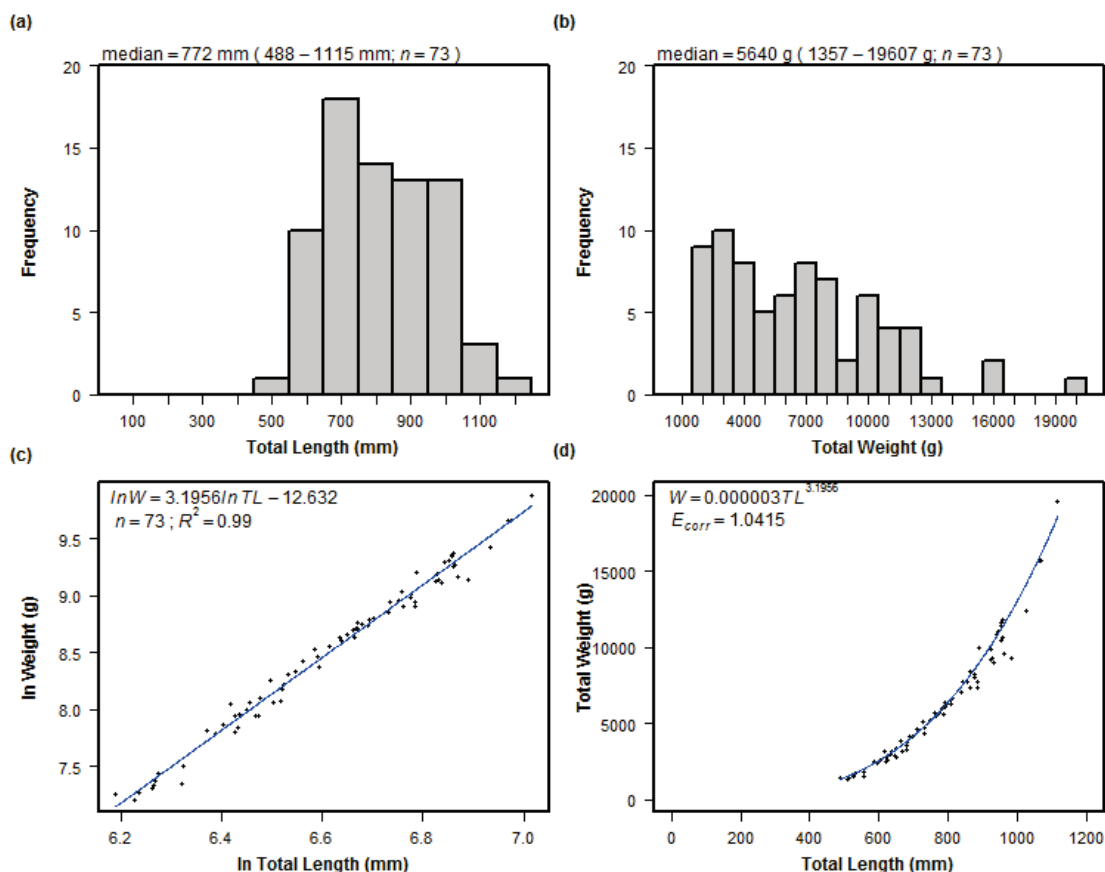 (a)
median = 772 mm ( 488 – 1115 mm; n = 73 )
20
15
10
5
0
Frequency
100 300 500 700 900 1100
Total Length (mm)
(b)
median = 5640 g ( 1357 – 19607 g; n = 73 )
20
15
10
5
0
Frequency
1000 4000 7000 10000 13000 16000 19000
Total Weight (g)
(c)
lnW = 3.1956lnTL – 12.632
n = 73 ; R² = 0.99
9.5
9.0
8.5
8.0
7.5
ln Weight (g)
6.2 6.4 6.6 6.8 7.0
ln Total Length (mm)
(d)
W = 0.000003TL^3.1956
E_corr = 1.0415
20000
15000
10000
5000
0
Total Weight (g)
0 200 400 600 800 1000 1200
Total Length (mm)